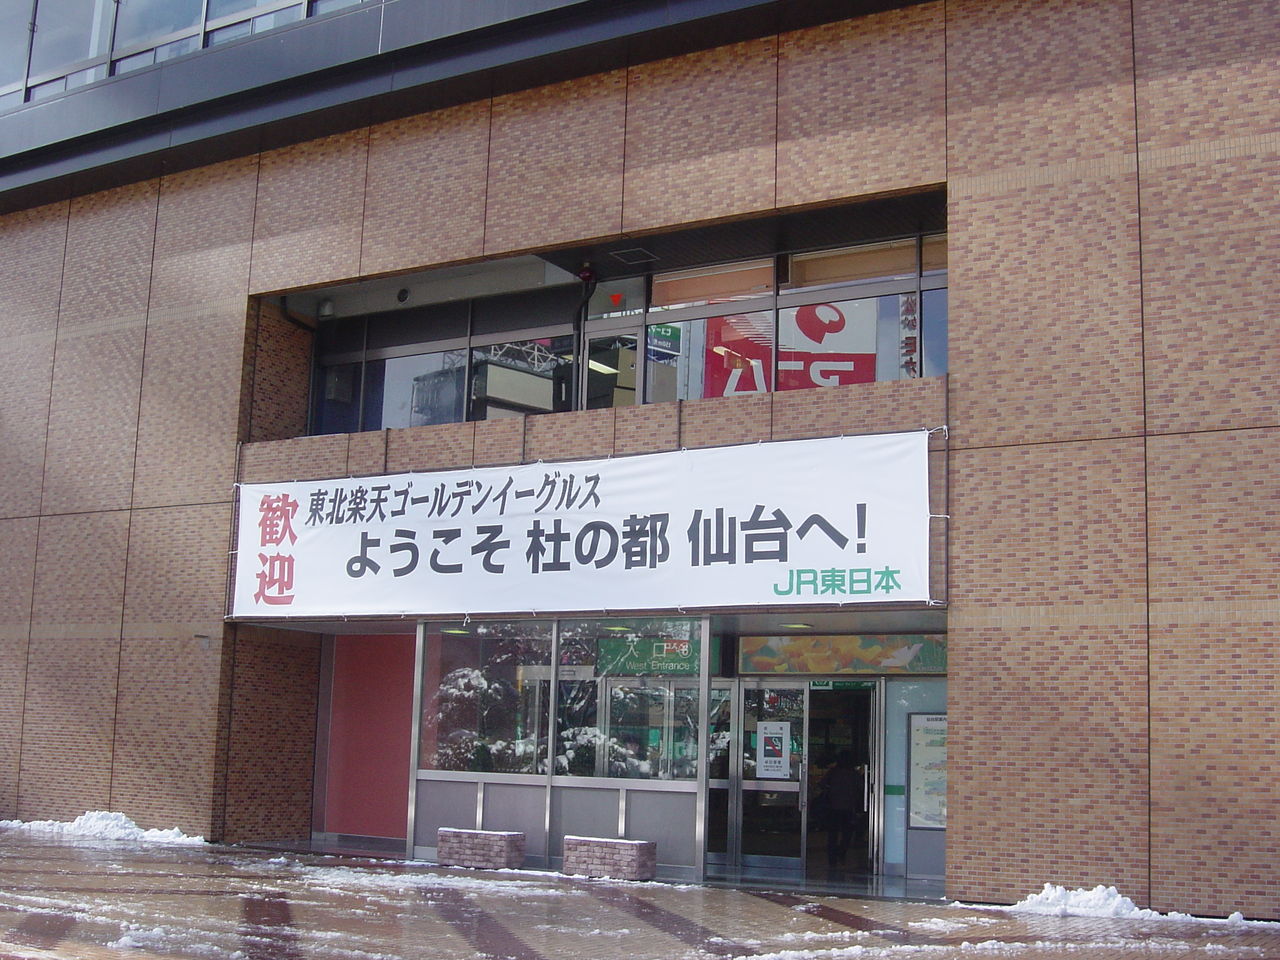 歓迎
東北楽天ゴールデンイーグルス
ようこそ 杜の都 仙台へ!
JR東日本
入口
West Entrance